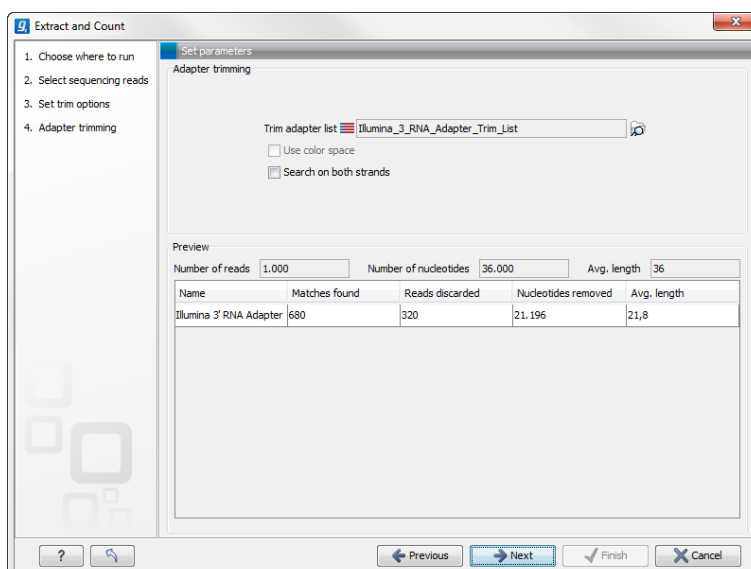 Extract and Count
1. Choose where to run
2. Select sequencing reads
3. Set trim options
4. Adapter trimming
Set parameters
Adapter trimming
Trim adapter list Illumina_3_RNA_Adapter_Trim_List
Use color space
Search on both strands
Preview
Number of reads 1.000 Number of nucleotides 36.000 Avg. length 36
Name Matches found Reads discarded Nucleotides removed Avg. length
Illumina 3' RNA Adapter 680 320 21.196 21,8
? Previous Next Finish Cancel